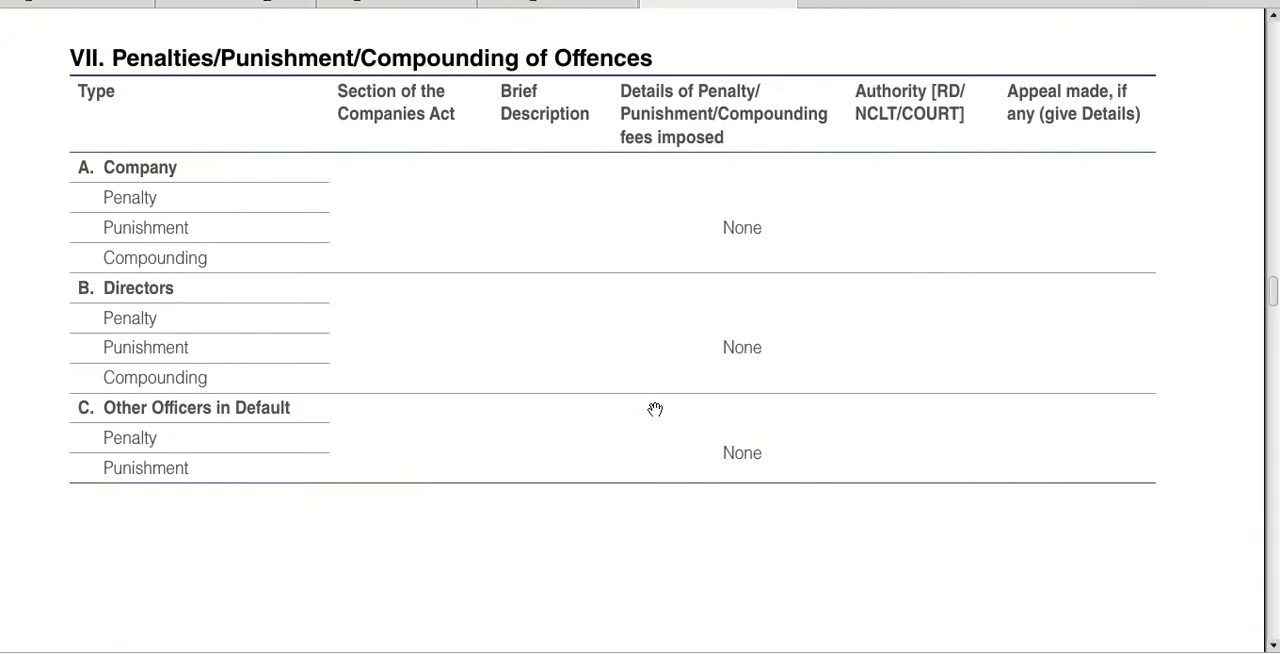 VII. Penalties/Punishment/Compounding of Offences
Type Section of the Companies Act Brief Description Details of Penalty/ Punishment/Compounding fees imposed Authority [RD/ NCLT/COURT] Appeal made, if any (give Details)
A. Company
Penalty
Punishment None
Compounding
B. Directors
Penalty
Punishment None
Compounding
C. Other Officers in Default
Penalty
None
Punishment